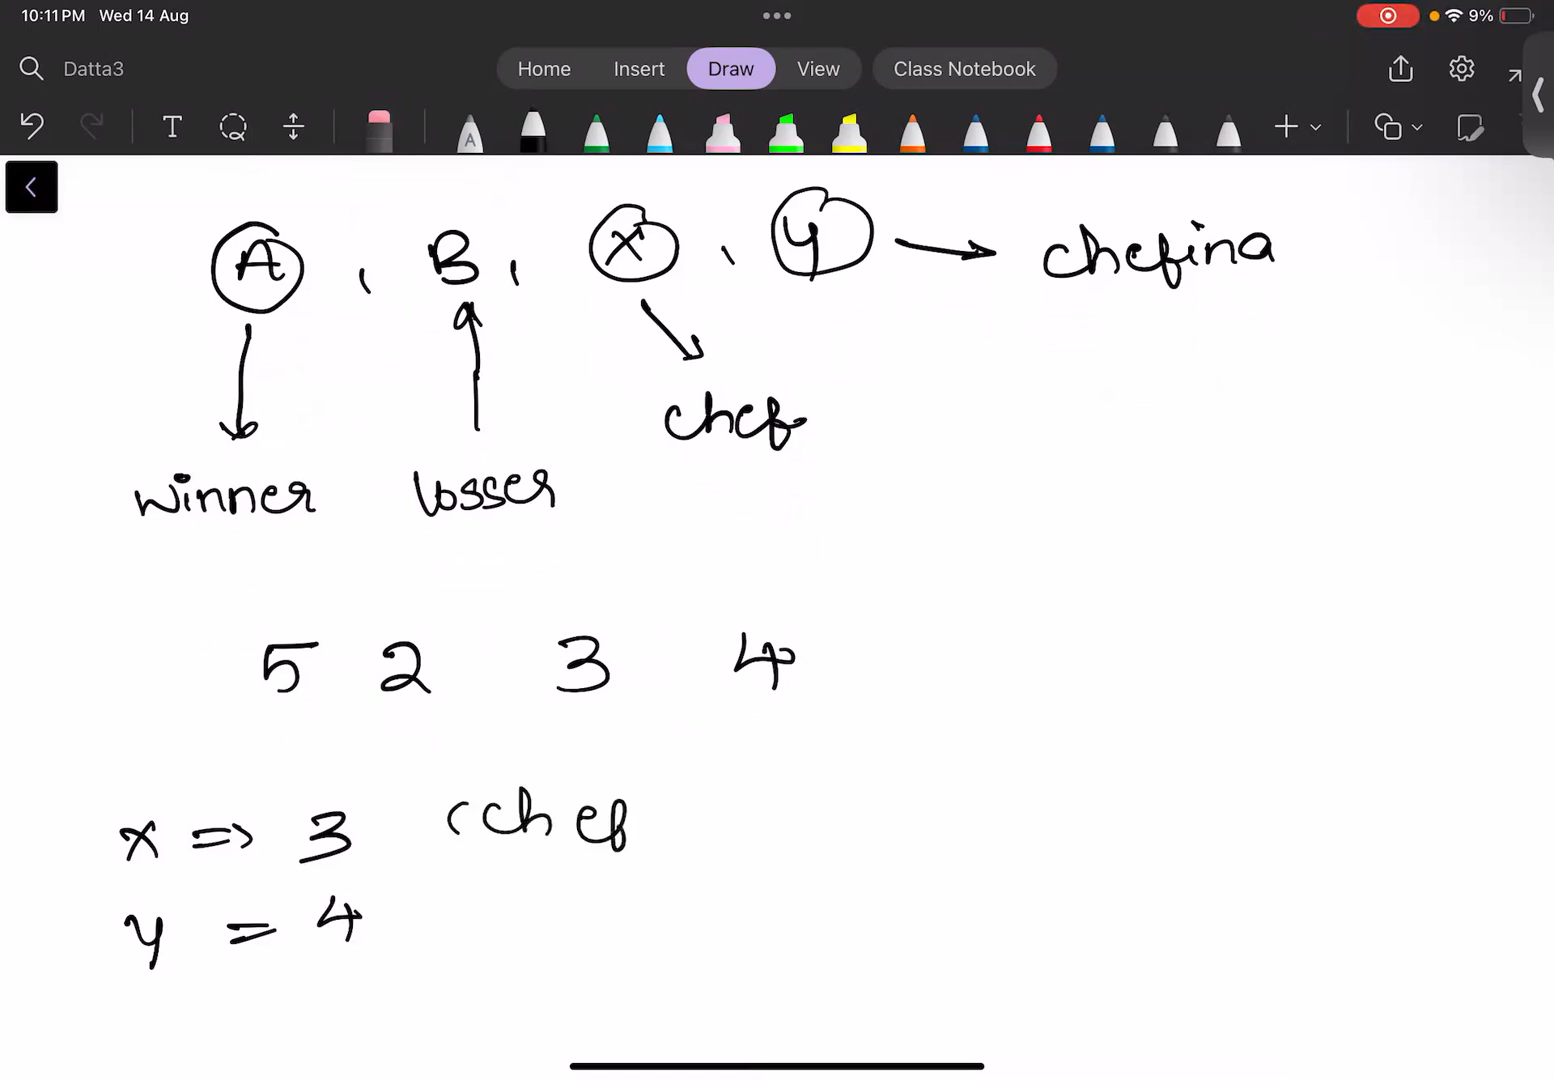 10:11 PM Wed 14 Aug 9%
Datta3 Home Insert Draw View Class Notebook
T A
A , B , X , y → chefina
chef
winner losser
5 2 3 4
x => 3 (chef
y = 4